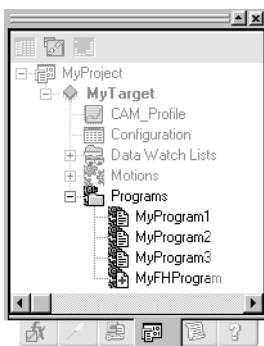 MyProject
MyTarget
CAM_Profile
Configuration
Data Watch Lists
Motions
Programs
MyProgram1
MyProgram2
MyProgram3
MyFHProgram